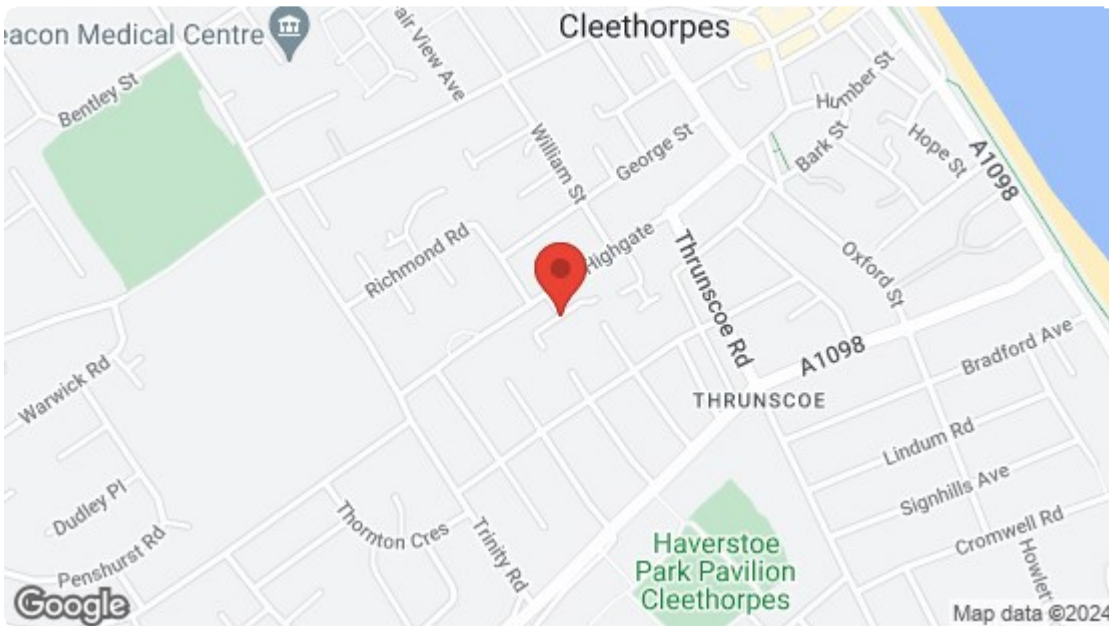 eacon Medical Centre
Cleethorpes
Bentley St
air View Ave
William St
George St
Humber St
Bark St
Hope St
A1098
Richmond Rd
Highgate
Thrunscoe Rd
Oxford St
A1098
Bradford Ave
Warwick Rd
THRUNSCOE
Lindum Rd
Signhills Ave
Dudley Pl
Thornton Cres
Trinity Rd
Cromwell Rd
Penshurst Rd
Haverstoe
Park Pavilion
Cleethorpes
Howlet
Google
Map data ©2024